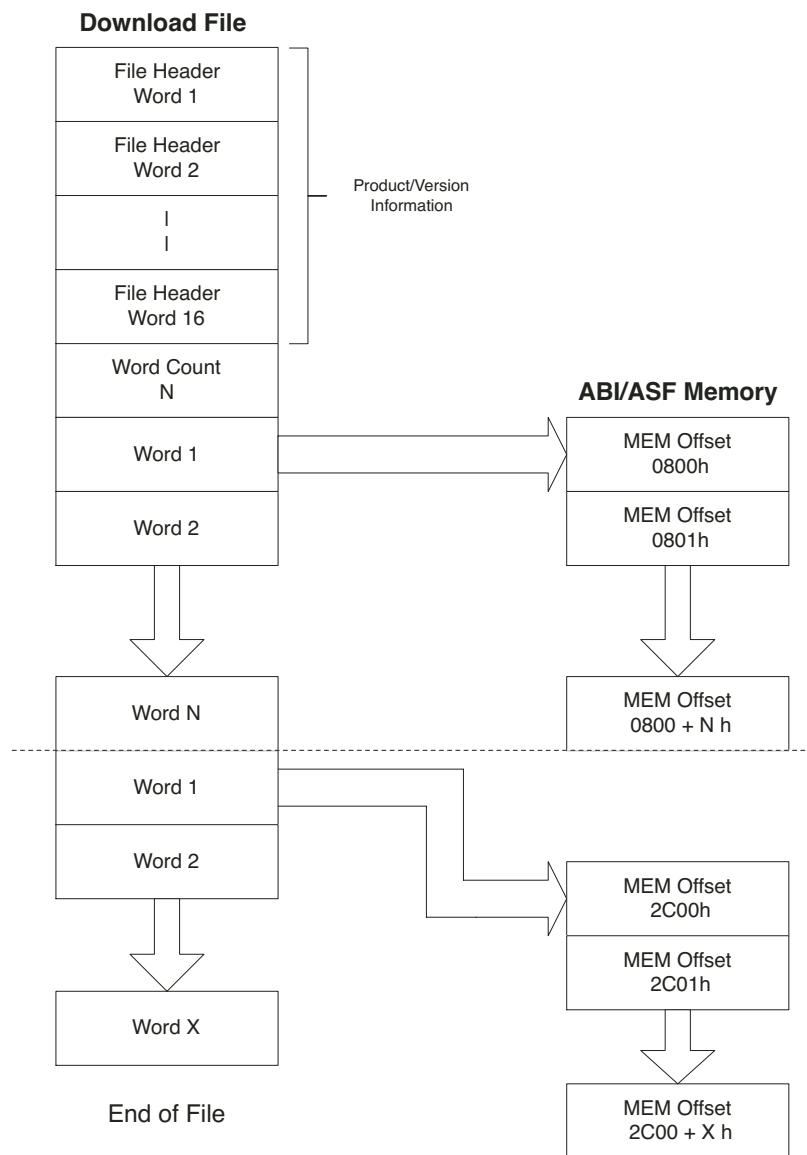 Download File
File Header
Word 1
File Header
Word 2
|
|
File Header
Word 16
Product/Version
Information
Word Count
N
Word 1
Word 2
Word N
Word 1
Word 2
Word X
End of File
ABI/ASF Memory
MEM Offset
0800h
MEM Offset
0801h
MEM Offset
0800 + N h
MEM Offset
2C00h
MEM Offset
2C01h
MEM Offset
2C00 + X h